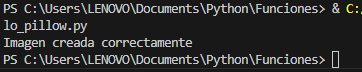 PS C:\Users\LENOVO\Documents\Python\Funciones> & C:
lo_pillow.py
Imagen creada correctamente
PS C:\Users\LENOVO\Documents\Python\Funciones>